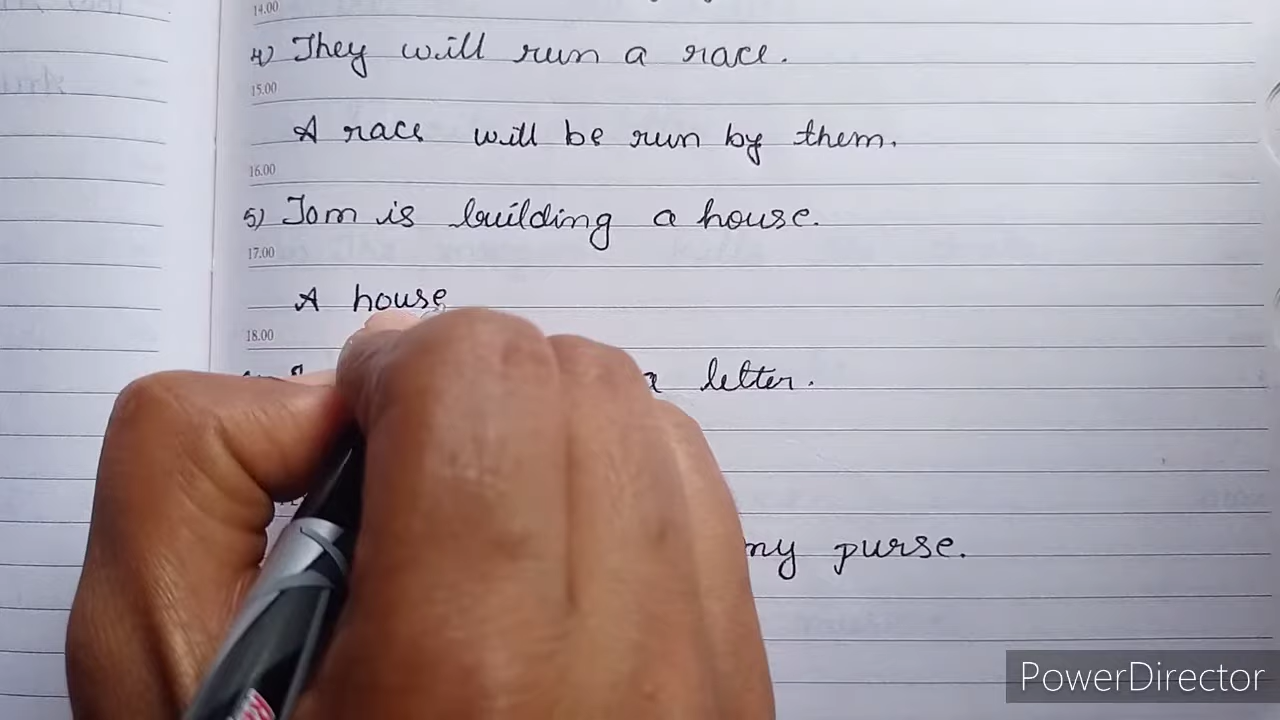 14.00
4) They will run a race.
15.00
A race will be run by them.
16.00
5) Tom is building a house.
17.00
A house
18.00
a letter.
my purse.
PowerDirector